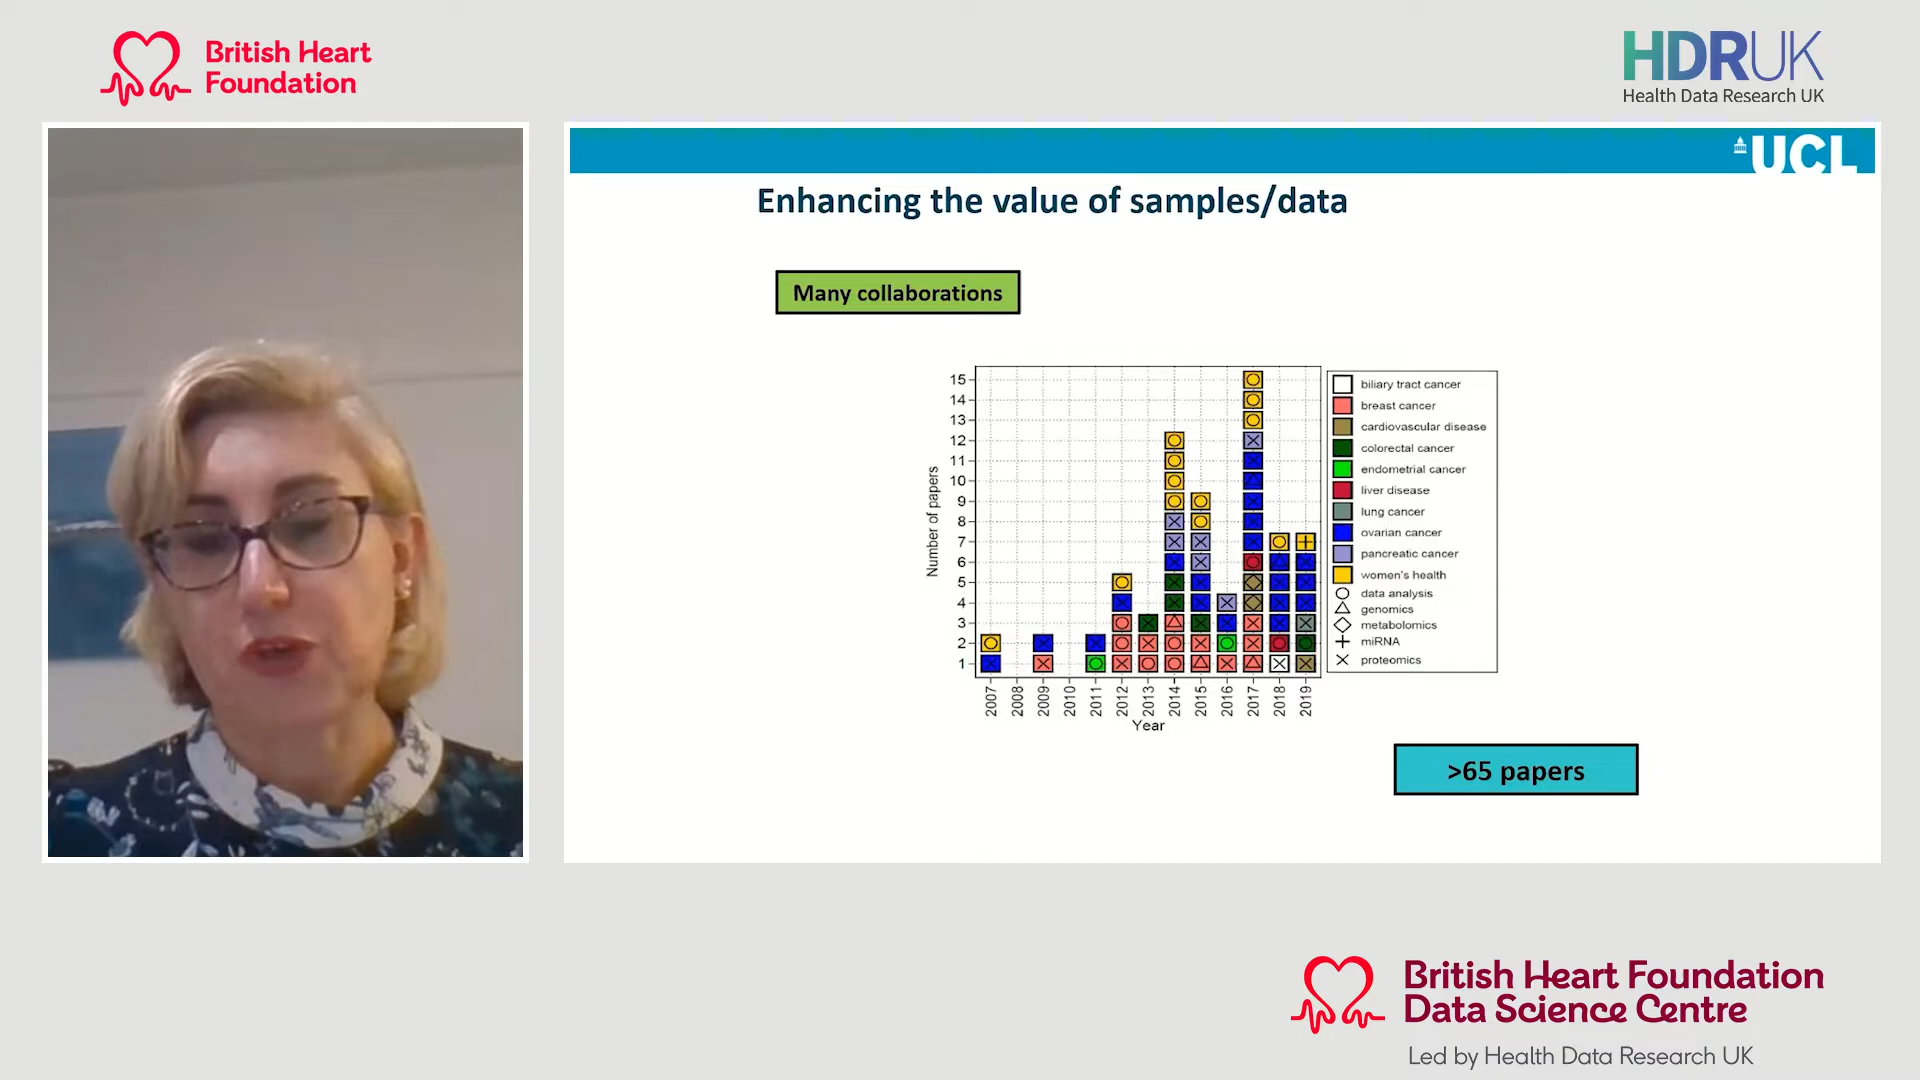 British Heart
Foundation
HDRUK
Health Data Research UK
UCL
Enhancing the value of samples/data
Many collaborations
Number of papers
15
14
13
12
11
10
9
8
7
6
5
4
3
2
1
2007
2008
2009
2010
2011
2012
2013
2014
2015
2016
2017
2018
2019
Year
biliary tract cancer
breast cancer
cardiovascular disease
colorectal cancer
endometrial cancer
liver disease
lung cancer
ovarian cancer
pancreatic cancer
women's health
data analysis
genomics
metabolomics
miRNA
proteomics
>65 papers
British Heart Foundation
Data Science Centre
Led by Health Data Research UK